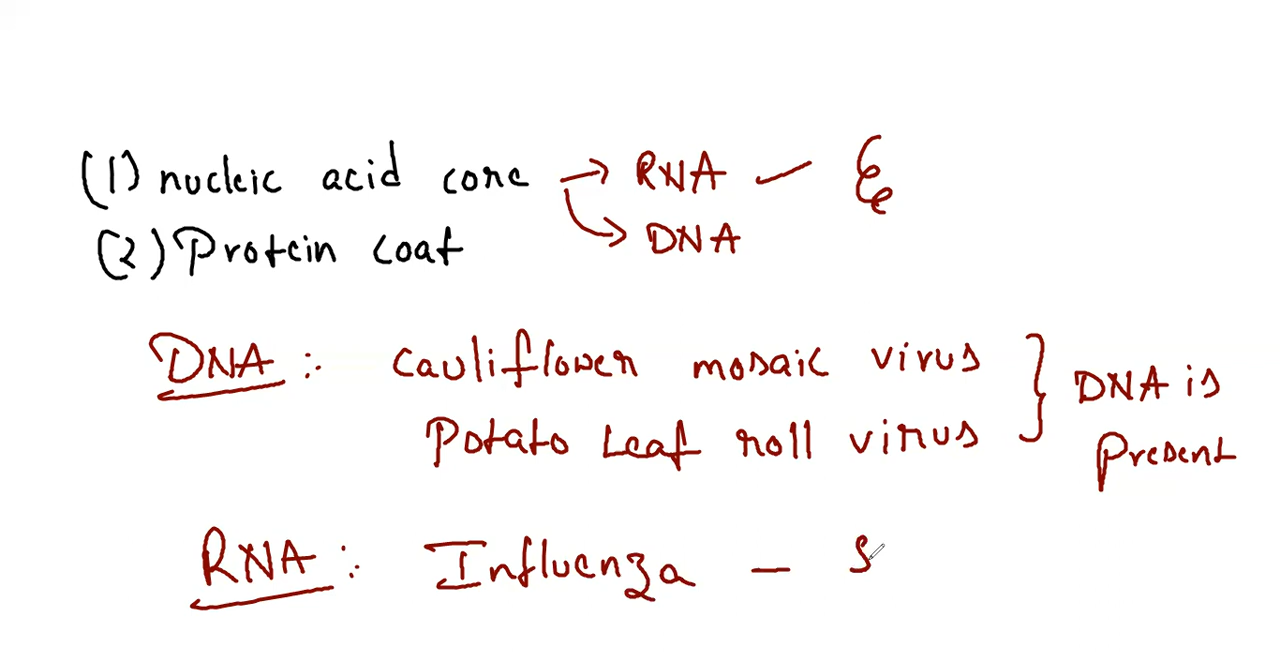 (1) nucleic acid core → RNA ✓
(2) Protein coat → DNA
DNA :- cauliflower mosaic virus
Potato Leaf roll virus } DNA is Present
RNA :- Influenza – S